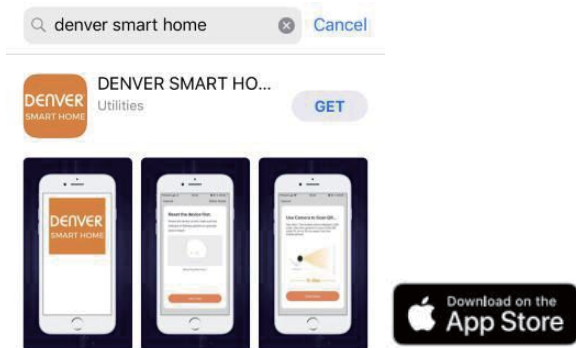 denver smart home
Cancel
DENVER SMART HO...
Utilities
GET
DENVER
SMART HOME
DENVER
SMART HOME
Reset the device first.
Use Camera to Scan QR...
Download on the
App Store